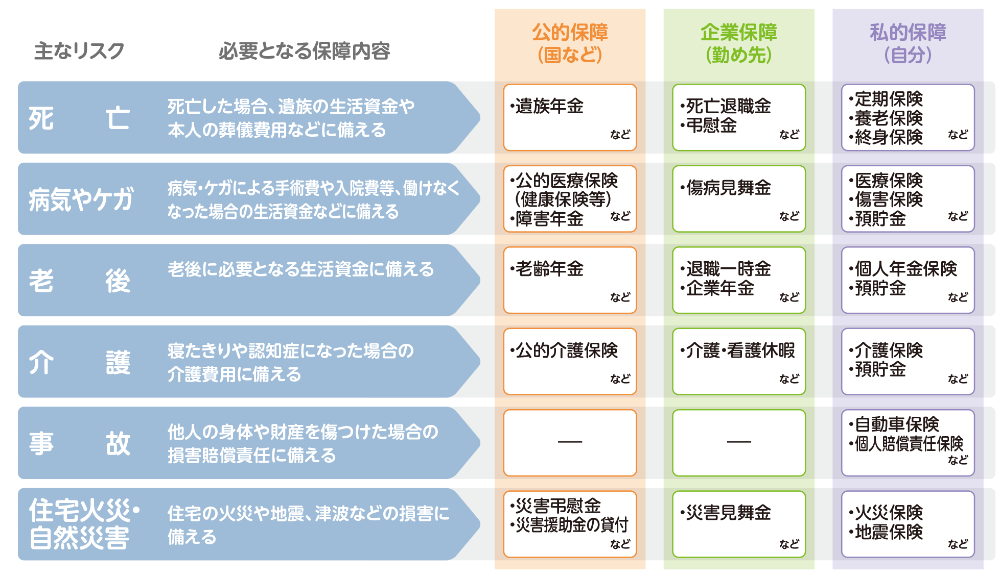 主なリスク
必要となる保障内容
公的保障
(国など)
企業保障
(勤め先)
私的保障
(自分)
死亡
死亡した場合、遺族の生活資金や
本人の葬儀費用などに備える
・遺族年金
など
・死亡退職金
・弔慰金
など
・定期保険
・養老保険
・終身保険
など
病気やケガ
病気・ケガによる手術費や入院費等、働けなく
なった場合の生活資金などに備える
・公的医療保険
(健康保険等)
・障害年金
など
・傷病見舞金
など
・医療保険
・傷害保険
・預貯金
など
老後
老後に必要となる生活資金に備える
・老齢年金
など
・退職一時金
・企業年金
など
・個人年金保険
・預貯金
など
介護
寝たきりや認知症になった場合の
介護費用に備える
・公的介護保険
など
・介護・看護休暇
など
・介護保険
・預貯金
など
事故
他人の身体や財産を傷つけた場合の
損害賠償責任に備える
―
―
・自動車保険
・個人賠償責任保険
など
住宅火災・
自然災害
住宅の火災や地震、津波などの損害に
備える
・災害弔慰金
・災害援助金の貸付
など
・災害見舞金
など
・火災保険
・地震保険
など